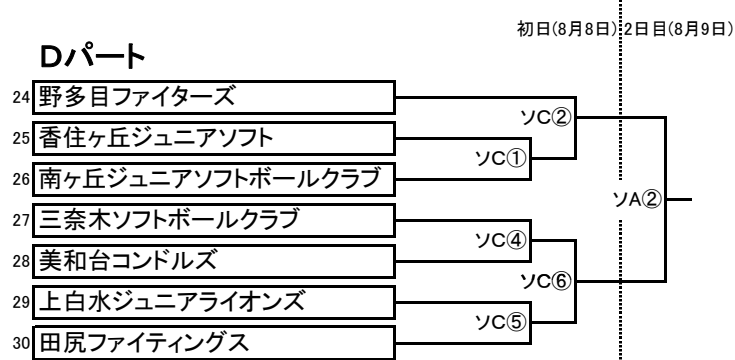 初日(8月8日) 2日目(8月9日)
Dパート
24 野多目ファイターズ
ソC②
25 香住ヶ丘ジュニアソフト
ソC①
26 南ヶ丘ジュニアソフトボールクラブ
ソA②
27 三奈木ソフトボールクラブ
ソC④
28 美和台コンドルズ
ソC⑥
29 上白水ジュニアライオンズ
ソC⑤
30 田尻ファイティングス